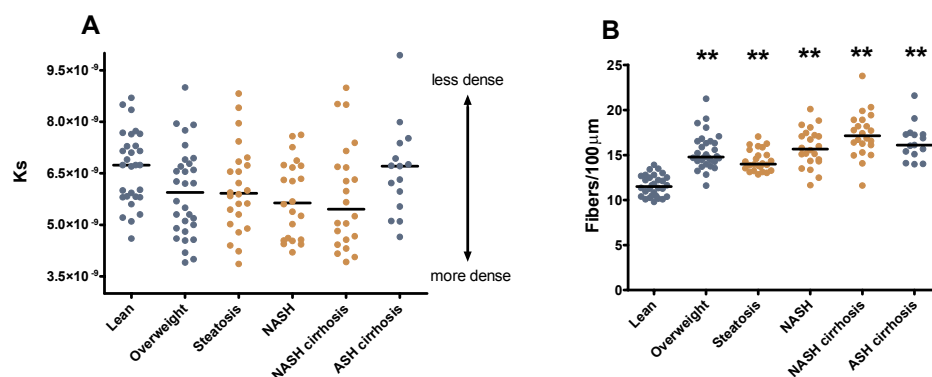 A
Ks
9.5×10⁻⁹
8.0×10⁻⁹
6.5×10⁻⁹
5.0×10⁻⁹
3.5×10⁻⁹
less dense
more dense
Lean
Overweight
Steatosis
NASH
NASH cirrhosis
ASH cirrhosis
B
** ** ** ** **
Fibers/100μm
25
20
15
10
5
0
Lean
Overweight
Steatosis
NASH
NASH cirrhosis
ASH cirrhosis